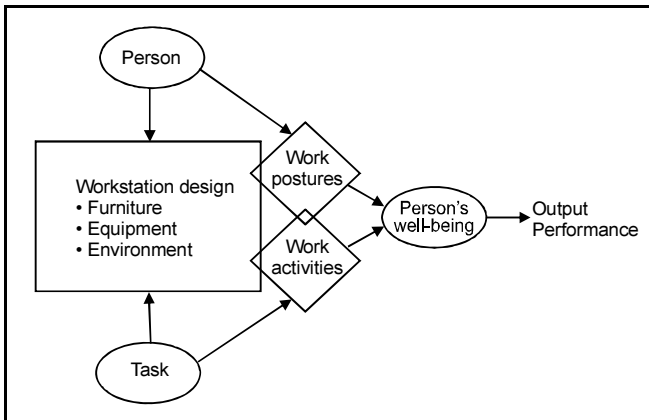 Person
Work
postures
Workstation design
• Furniture
• Equipment
• Environment
Person's
well-being
Output
Performance
Work
activities
Task